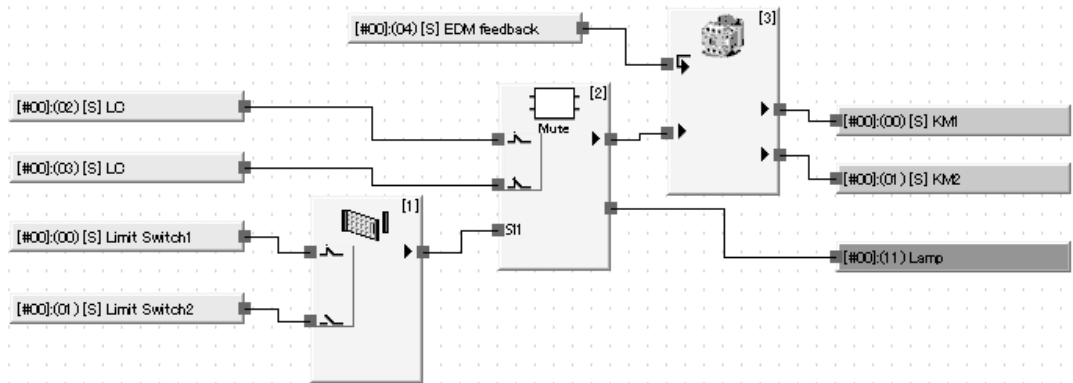 [#00]:(04) [S] EDM feedback
[3]
[#00]:(02) [S] LC
[2]
Mute
[#00]:(00) [S] KM1
[#00]:(03) [S] LC
[#00]:(01) [S] KM2
[1]
[#00]:(00) [S] Limit Switch1
SI1
[#00]:(11) Lamp
[#00]:(01) [S] Limit Switch2